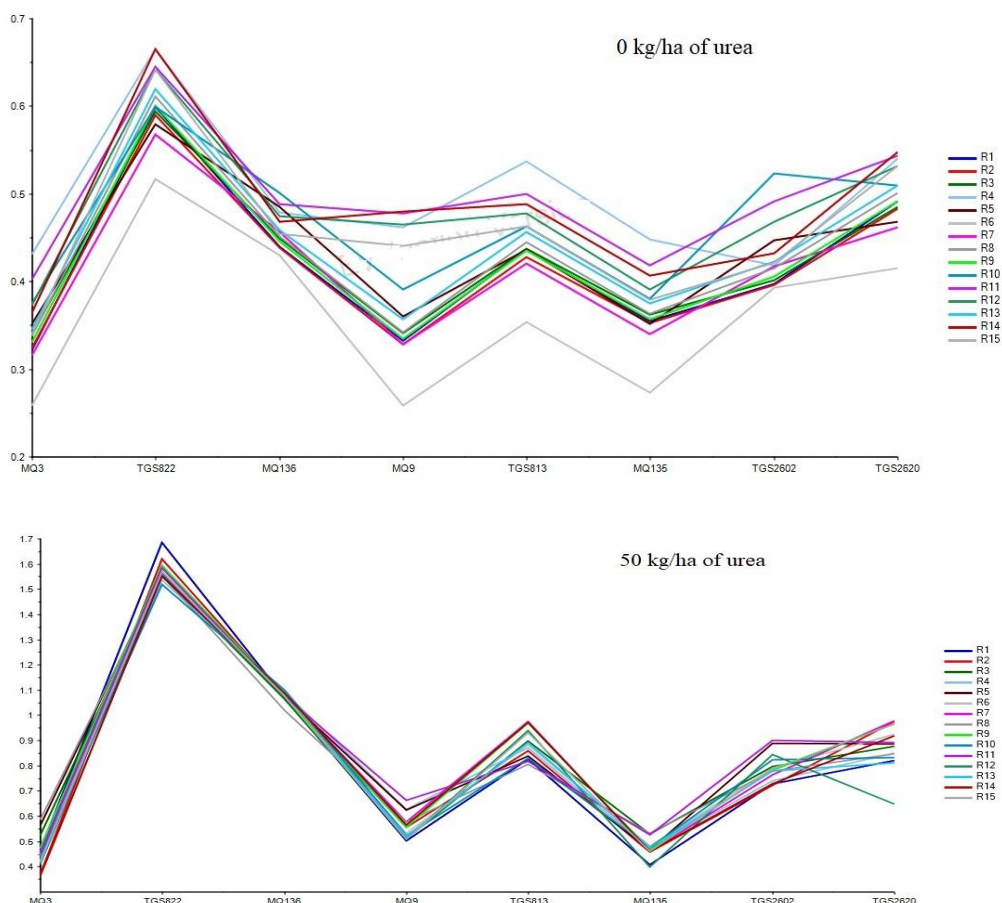 0.7
0 kg/ha of urea
0.6
0.5
0.4
0.3
0.2
MQ3 TGS822 MQ136 MQ9 TGS813 MQ135 TGS2602 TGS2620
R1
R2
R3
R4
R5
R6
R7
R8
R9
R10
R11
R12
R13
R14
R15
50 kg/ha of urea
1.7
1.6
1.5
1.4
1.3
1.2
1.1
1
0.9
0.8
0.7
0.6
0.5
0.4
MQ3 TGS822 MQ136 MQ9 TGS813 MQ135 TGS2602 TGS2620
R1
R2
R3
R4
R5
R6
R7
R8
R9
R10
R11
R12
R13
R14
R15